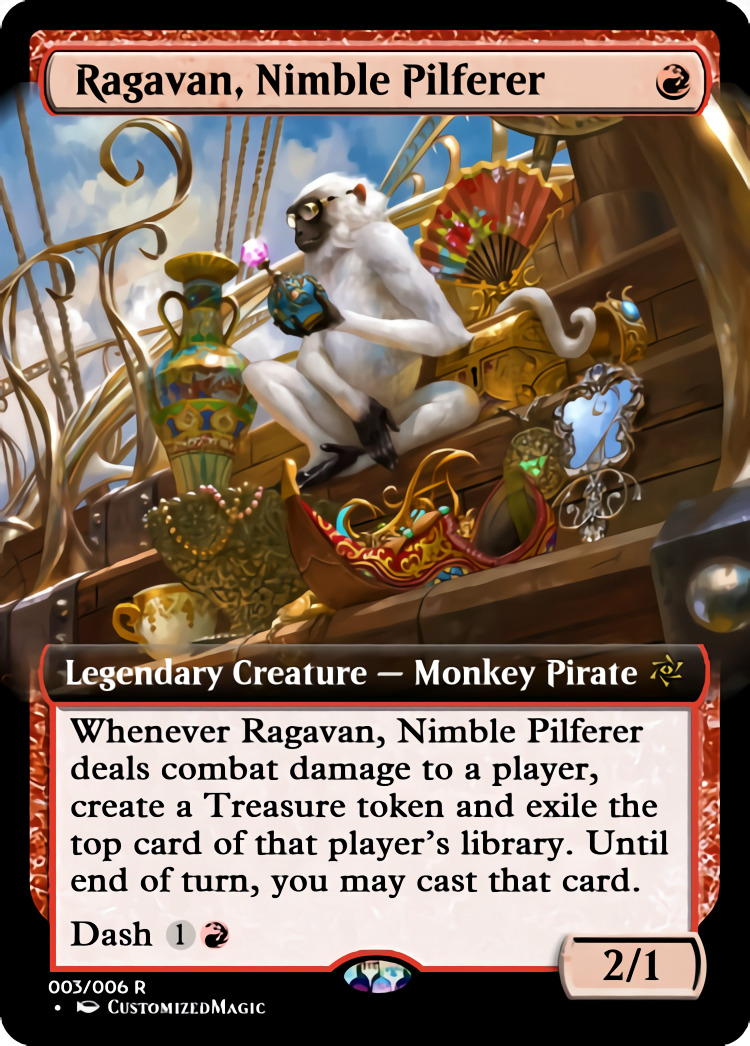 Ragavan, Nimble Pilferer
Legendary Creature — Monkey Pirate
Whenever Ragavan, Nimble Pilferer
deals combat damage to a player,
create a Treasure token and exile the
top card of that player's library. Until
end of turn, you may cast that card.
Dash 1
2/1
003/006 R
• CustomizedMagic